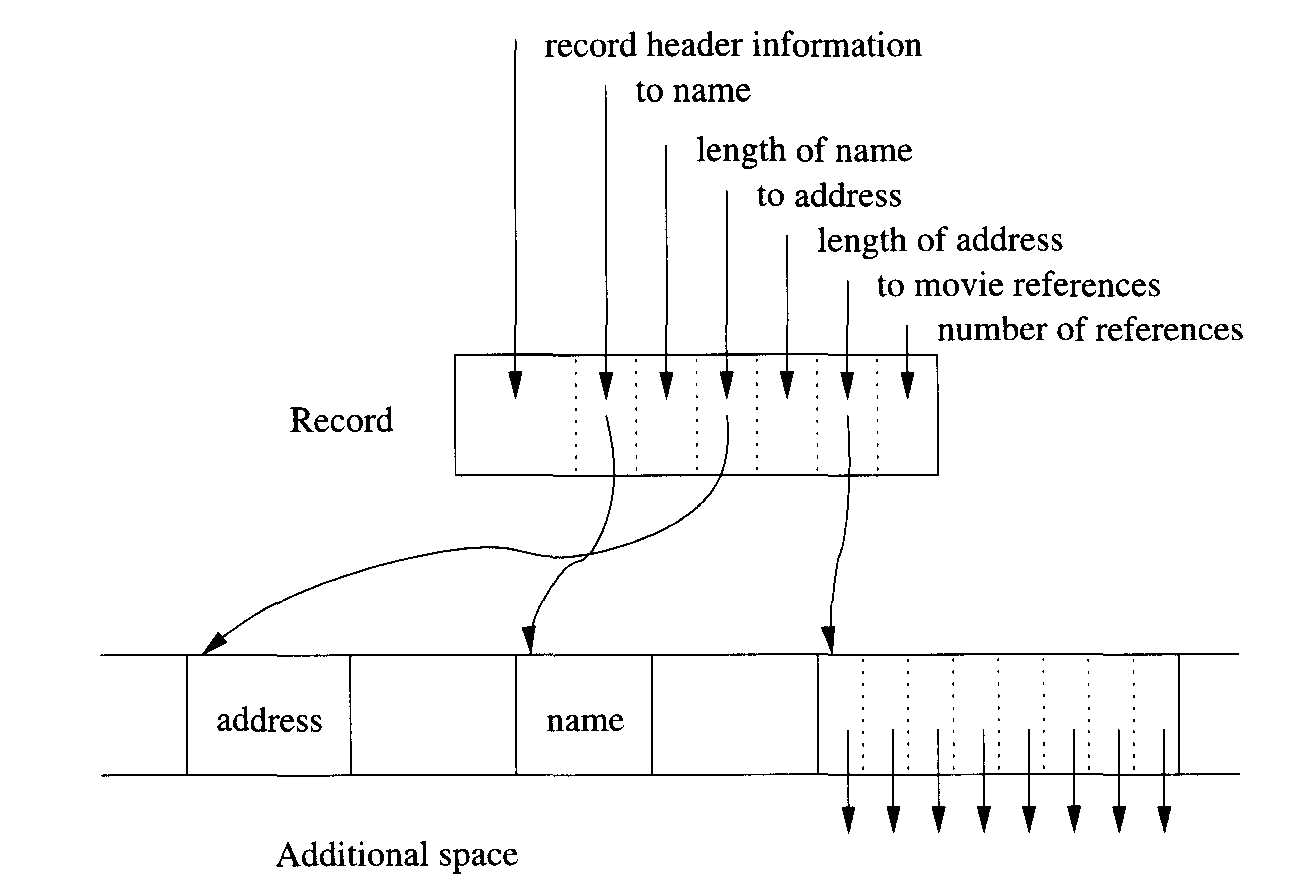 record header information
to name
length of name
to address
length of address
to movie references
number of references
Record
address
name
Additional space